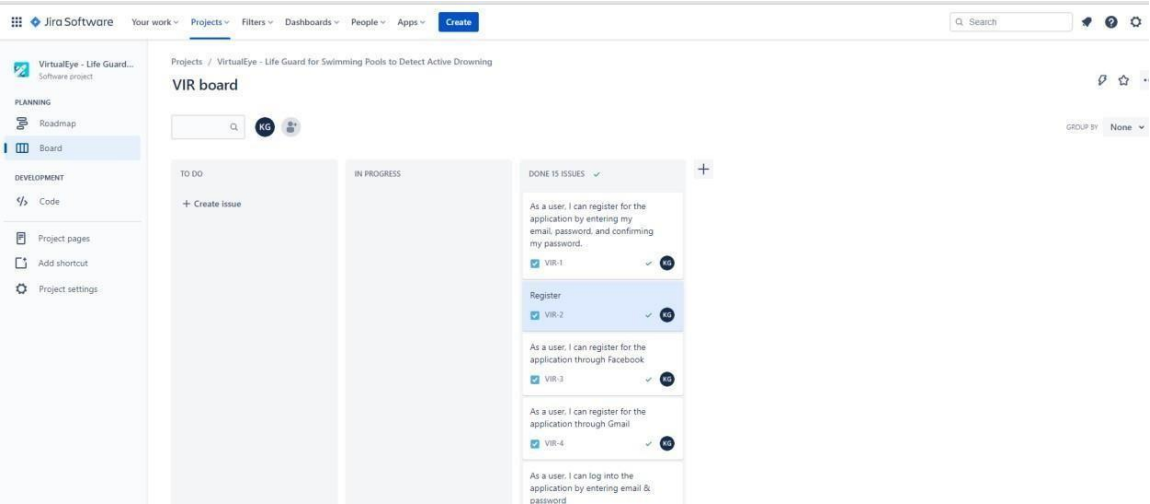 Jira Software Your work Projects Filters Dashboards People Apps Create Search
VirtualEye - Life Guard...
Software project
PLANNING
Roadmap
Board
DEVELOPMENT
Code
Project pages
Add shortcut
Project settings
Projects / VirtualEye - Life Guard for Swimming Pools to Detect Active Drowning
VIR board
KG
GROUP BY None
TO DO
+ Create issue
IN PROGRESS
DONE 15 ISSUES
As a user, I can register for the
application by entering my
email, password, and confirming
my password.
VIR-1 KG
Register
VIR-2 KG
As a user, I can register for the
application through Facebook
VIR-3 KG
As a user, I can register for the
application through Gmail
VIR-4 KG
As a user, I can log into the
application by entering email &
password